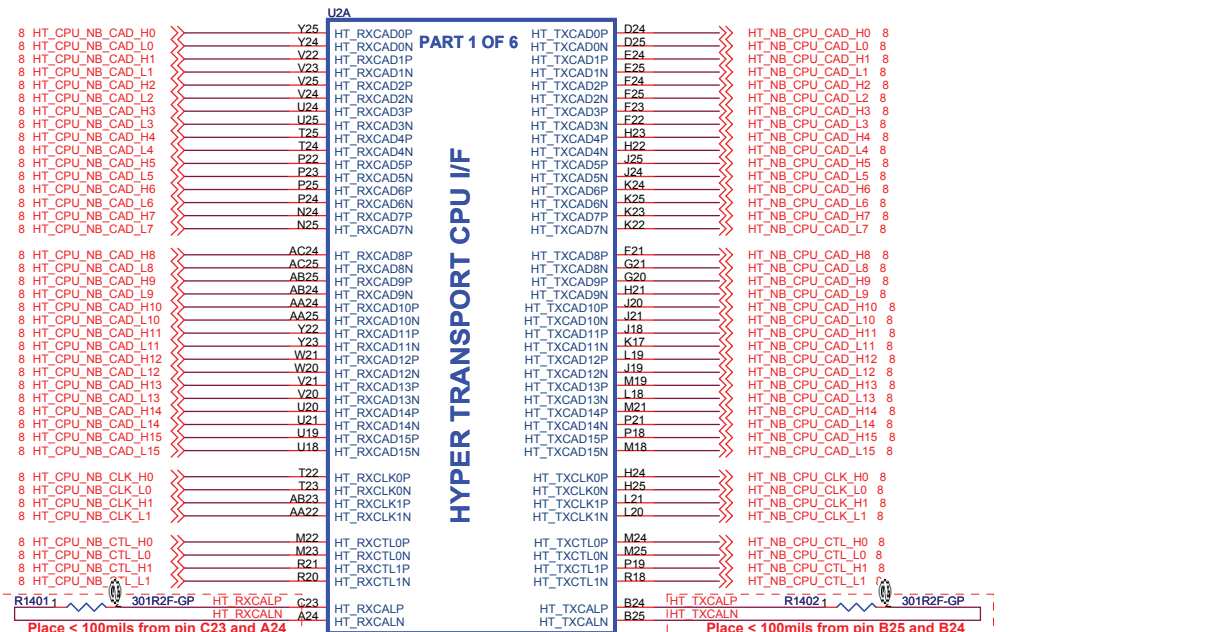 U2A
PART 1 OF 6
HYPER TRANSPORT CPU I/F
8 HT_CPU_NB_CAD_H0 Y25 HT_RXCAD0P HT_TXCAD0P D24 HT_NB_CPU_CAD_H0 8
8 HT_CPU_NB_CAD_L0 Y24 HT_RXCAD0N HT_TXCAD0N D25 HT_NB_CPU_CAD_L0 8
8 HT_CPU_NB_CAD_H1 V22 HT_RXCAD1P HT_TXCAD1P E24 HT_NB_CPU_CAD_H1 8
8 HT_CPU_NB_CAD_L1 V23 HT_RXCAD1N HT_TXCAD1N E25 HT_NB_CPU_CAD_L1 8
8 HT_CPU_NB_CAD_H2 V25 HT_RXCAD2P HT_TXCAD2P F24 HT_NB_CPU_CAD_H2 8
8 HT_CPU_NB_CAD_L2 V24 HT_RXCAD2N HT_TXCAD2N F25 HT_NB_CPU_CAD_L2 8
8 HT_CPU_NB_CAD_H3 U24 HT_RXCAD3P HT_TXCAD3P F23 HT_NB_CPU_CAD_H3 8
8 HT_CPU_NB_CAD_L3 U25 HT_RXCAD3N HT_TXCAD3N F22 HT_NB_CPU_CAD_L3 8
8 HT_CPU_NB_CAD_H4 T25 HT_RXCAD4P HT_TXCAD4P H23 HT_NB_CPU_CAD_H4 8
8 HT_CPU_NB_CAD_L4 T24 HT_RXCAD4N HT_TXCAD4N H22 HT_NB_CPU_CAD_L4 8
8 HT_CPU_NB_CAD_H5 P22 HT_RXCAD5P HT_TXCAD5P J25 HT_NB_CPU_CAD_H5 8
8 HT_CPU_NB_CAD_L5 P23 HT_RXCAD5N HT_TXCAD5N J24 HT_NB_CPU_CAD_L5 8
8 HT_CPU_NB_CAD_H6 P25 HT_RXCAD6P HT_TXCAD6P K24 HT_NB_CPU_CAD_H6 8
8 HT_CPU_NB_CAD_L6 P24 HT_RXCAD6N HT_TXCAD6N K25 HT_NB_CPU_CAD_L6 8
8 HT_CPU_NB_CAD_H7 N24 HT_RXCAD7P HT_TXCAD7P K23 HT_NB_CPU_CAD_H7 8
8 HT_CPU_NB_CAD_L7 N25 HT_RXCAD7N HT_TXCAD7N K22 HT_NB_CPU_CAD_L7 8
8 HT_CPU_NB_CAD_H8 AC24 HT_RXCAD8P HT_TXCAD8P F21 HT_NB_CPU_CAD_H8 8
8 HT_CPU_NB_CAD_L8 AC25 HT_RXCAD8N HT_TXCAD8N G21 HT_NB_CPU_CAD_L8 8
8 HT_CPU_NB_CAD_H9 AB25 HT_RXCAD9P HT_TXCAD9P G20 HT_NB_CPU_CAD_H9 8
8 HT_CPU_NB_CAD_L9 AB24 HT_RXCAD9N HT_TXCAD9N H21 HT_NB_CPU_CAD_L9 8
8 HT_CPU_NB_CAD_H10 AA24 HT_RXCAD10P HT_TXCAD10P J20 HT_NB_CPU_CAD_H10 8
8 HT_CPU_NB_CAD_L10 AA25 HT_RXCAD10N HT_TXCAD10N J21 HT_NB_CPU_CAD_L10 8
8 HT_CPU_NB_CAD_H11 Y22 HT_RXCAD11P HT_TXCAD11P J18 HT_NB_CPU_CAD_H11 8
8 HT_CPU_NB_CAD_L11 Y23 HT_RXCAD11N HT_TXCAD11N K17 HT_NB_CPU_CAD_L11 8
8 HT_CPU_NB_CAD_H12 W21 HT_RXCAD12P HT_TXCAD12P L19 HT_NB_CPU_CAD_H12 8
8 HT_CPU_NB_CAD_L12 W20 HT_RXCAD12N HT_TXCAD12N J19 HT_NB_CPU_CAD_L12 8
8 HT_CPU_NB_CAD_H13 V21 HT_RXCAD13P HT_TXCAD13P M19 HT_NB_CPU_CAD_H13 8
8 HT_CPU_NB_CAD_L13 V20 HT_RXCAD13N HT_TXCAD13N L18 HT_NB_CPU_CAD_L13 8
8 HT_CPU_NB_CAD_H14 U20 HT_RXCAD14P HT_TXCAD14P M21 HT_NB_CPU_CAD_H14 8
8 HT_CPU_NB_CAD_L14 U21 HT_RXCAD14N HT_TXCAD14N P21 HT_NB_CPU_CAD_L14 8
8 HT_CPU_NB_CAD_H15 U19 HT_RXCAD15P HT_TXCAD15P P18 HT_NB_CPU_CAD_H15 8
8 HT_CPU_NB_CAD_L15 U18 HT_RXCAD15N HT_TXCAD15N M18 HT_NB_CPU_CAD_L15 8
8 HT_CPU_NB_CLK_H0 T22 HT_RXCLK0P HT_TXCLK0P H24 HT_NB_CPU_CLK_H0 8
8 HT_CPU_NB_CLK_L0 T23 HT_RXCLK0N HT_TXCLK0N H25 HT_NB_CPU_CLK_L0 8
8 HT_CPU_NB_CLK_H1 AB23 HT_RXCLK1P HT_TXCLK1P L21 HT_NB_CPU_CLK_H1 8
8 HT_CPU_NB_CLK_L1 AA22 HT_RXCLK1N HT_TXCLK1N L20 HT_NB_CPU_CLK_L1 8
8 HT_CPU_NB_CTL_H0 M22 HT_RXCTL0P HT_TXCTL0P M24 HT_NB_CPU_CTL_H0 8
8 HT_CPU_NB_CTL_L0 M23 HT_RXCTL0N HT_TXCTL0N M25 HT_NB_CPU_CTL_L0 8
8 HT_CPU_NB_CTL_H1 R21 HT_RXCTL1P HT_TXCTL1P P19 HT_NB_CPU_CTL_H1 8
8 HT_CPU_NB_CTL_L1 R20 HT_RXCTL1N HT_TXCTL1N R18 HT_NB_CPU_CTL_L1
R1401 1 301R2F-GP HT_RXCALP C23 HT_RXCALP HT_TXCALP B24 HT_TXCALP R1402 1 301R2F-GP
HT_RXCALN A24 HT_RXCALN HT_TXCALN B25 HT_TXCALN
Place < 100mils from pin C23 and A24 Place < 100mils from pin B25 and B24